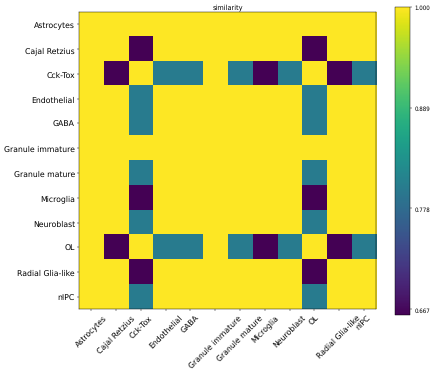 similarity
Astrocytes
Cajal Retzius
Cck-Tox
Endothelial
GABA
Granule immature
Granule mature
Microglia
Neuroblast
OL
Radial Glia-like
nIPC
Astrocytes
Cajal Retzius
Cck-Tox
Endothelial
GABA
Granule immature
Granule mature
Microglia
Neuroblast
OL
Radial Glia-like
nIPC
1.000
0.889
0.778
0.667